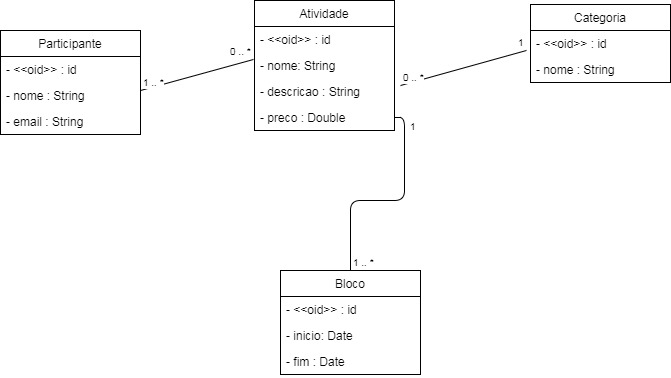 Participante
- <<oid>> : id
- nome : String
- email : String
1 .. *
0 .. *
Atividade
- <<oid>> : id
- nome: String
- descricao : String
- preco : Double
0 .. *
1
Categoria
- <<oid>> : id
- nome : String
1
1 .. *
Bloco
- <<oid>> : id
- inicio: Date
- fim : Date